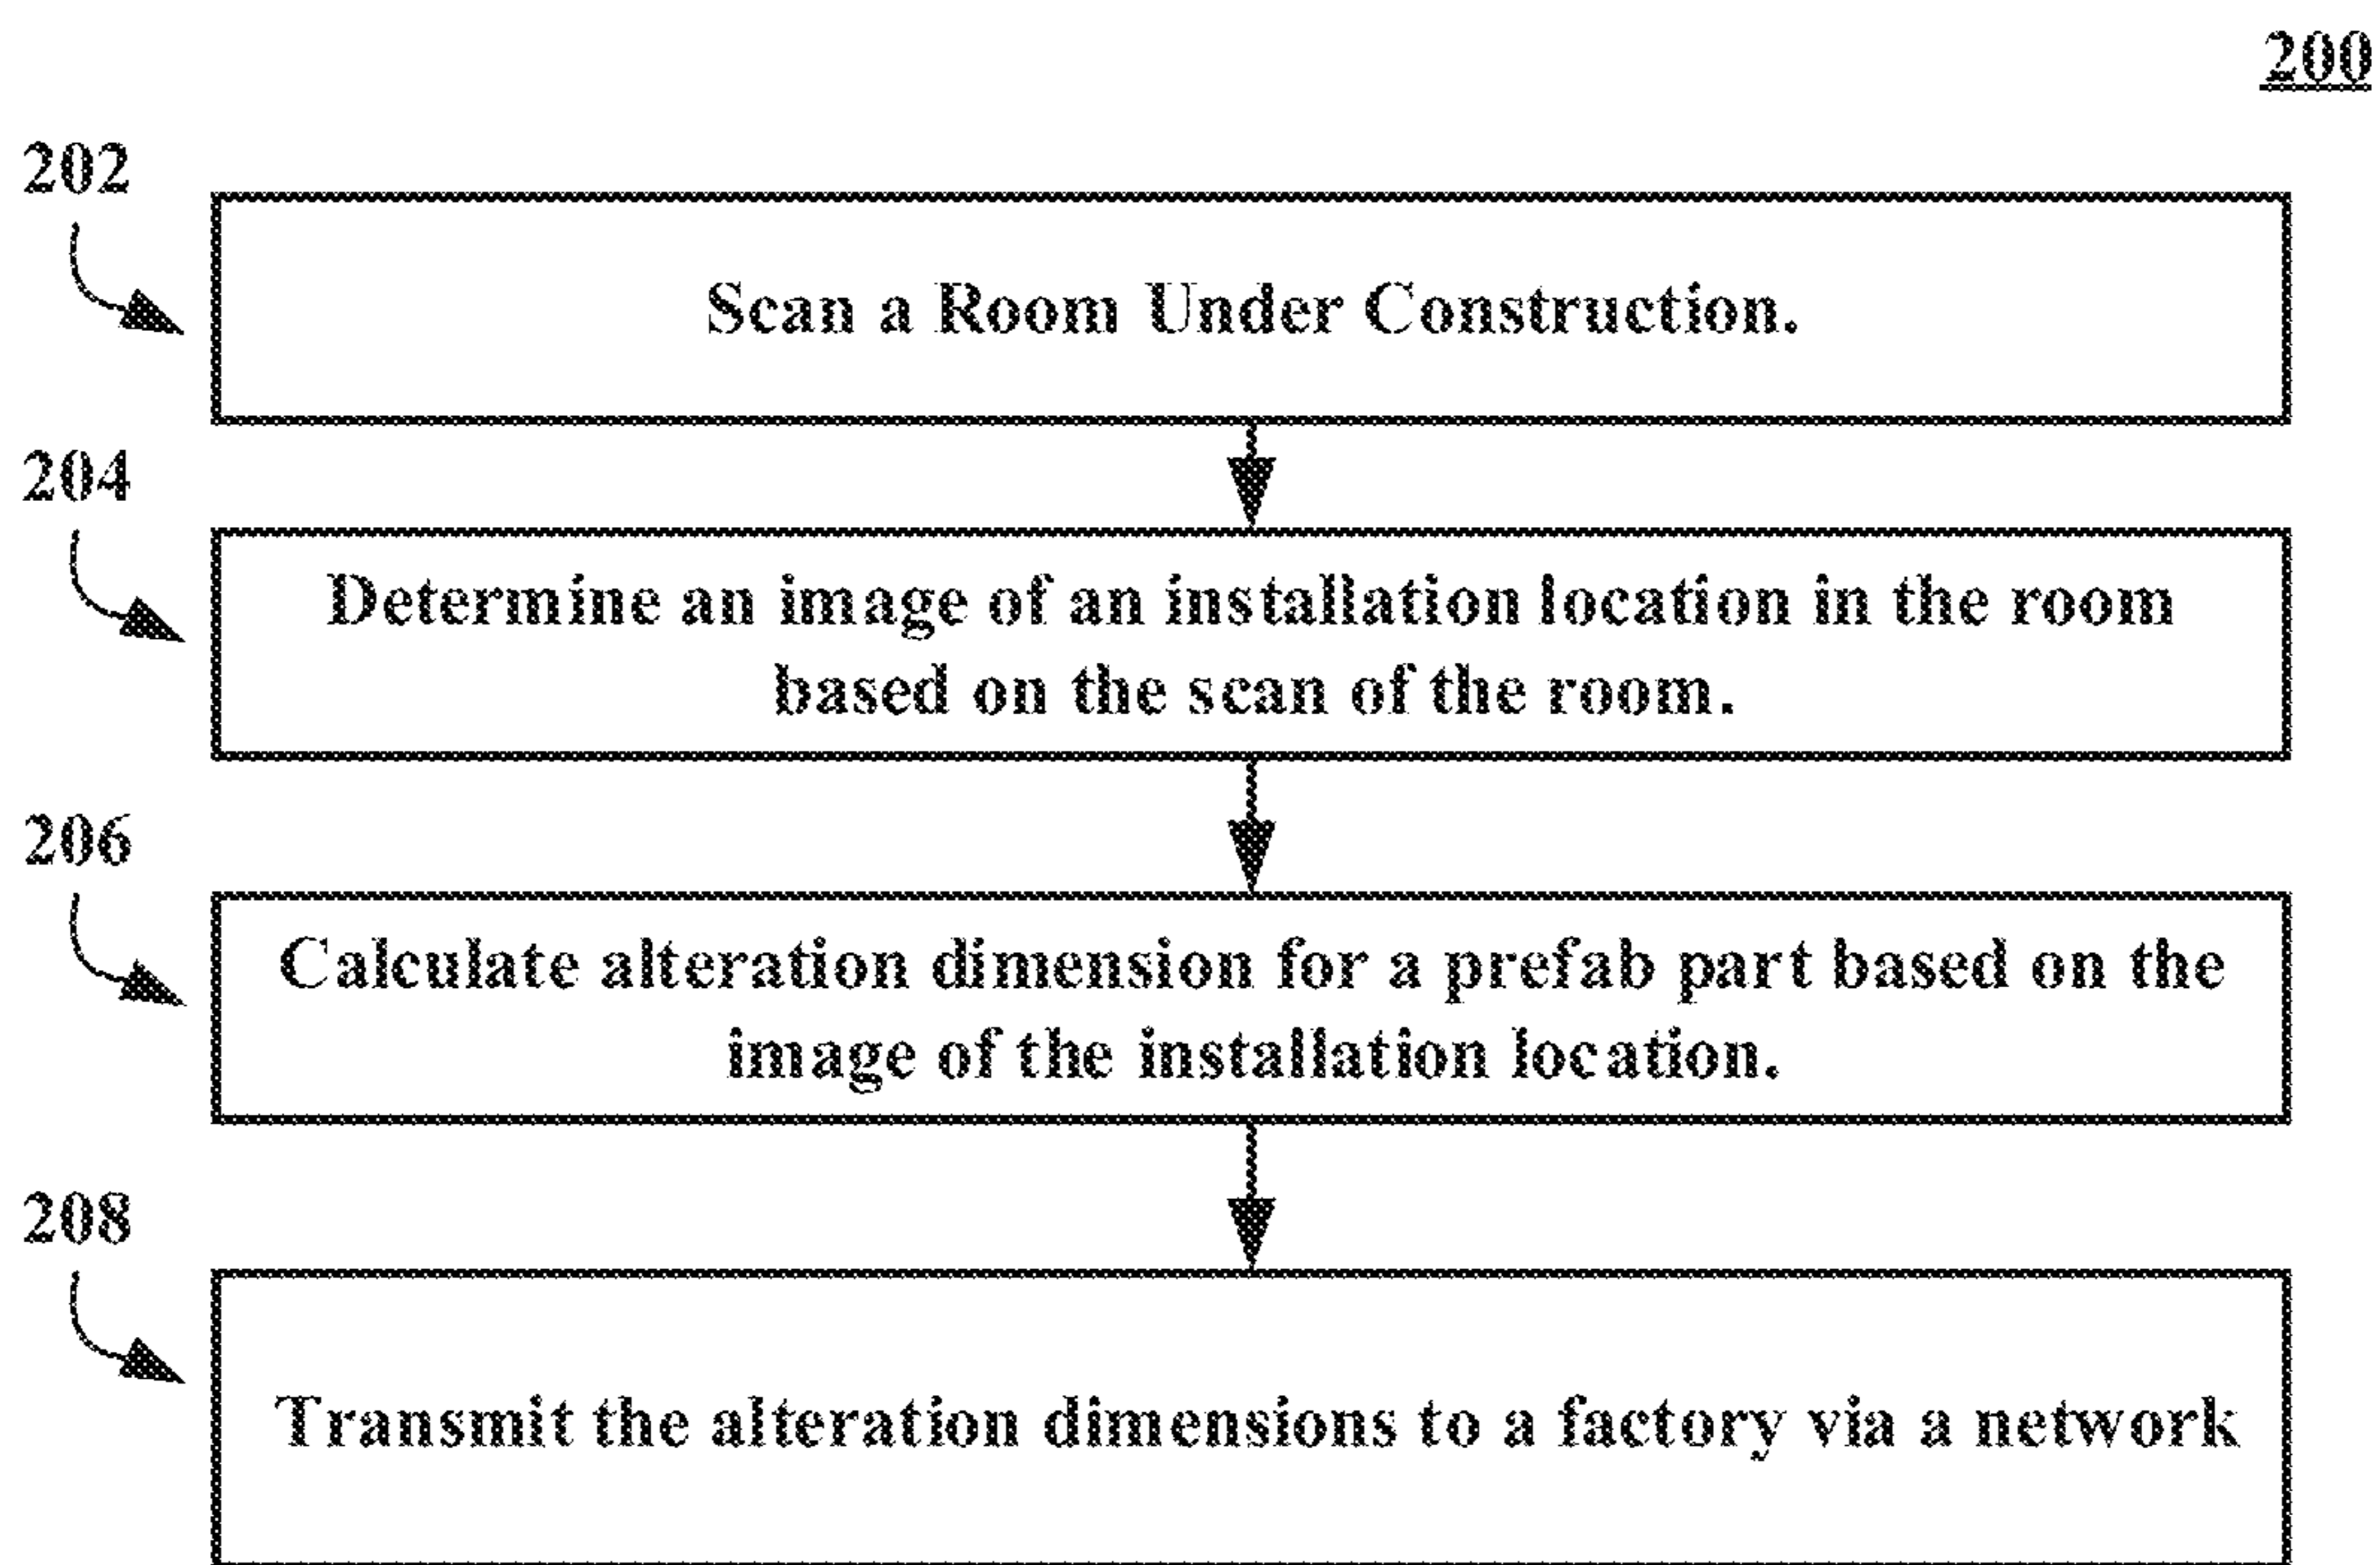 200
202
Scan a Room Under Construction.
204
Determine an image of an installation location in the room
based on the scan of the room.
206
Calculate alteration dimension for a prefab part based on the
image of the installation location.
208
Transmit the alteration dimensions to a factory via a network